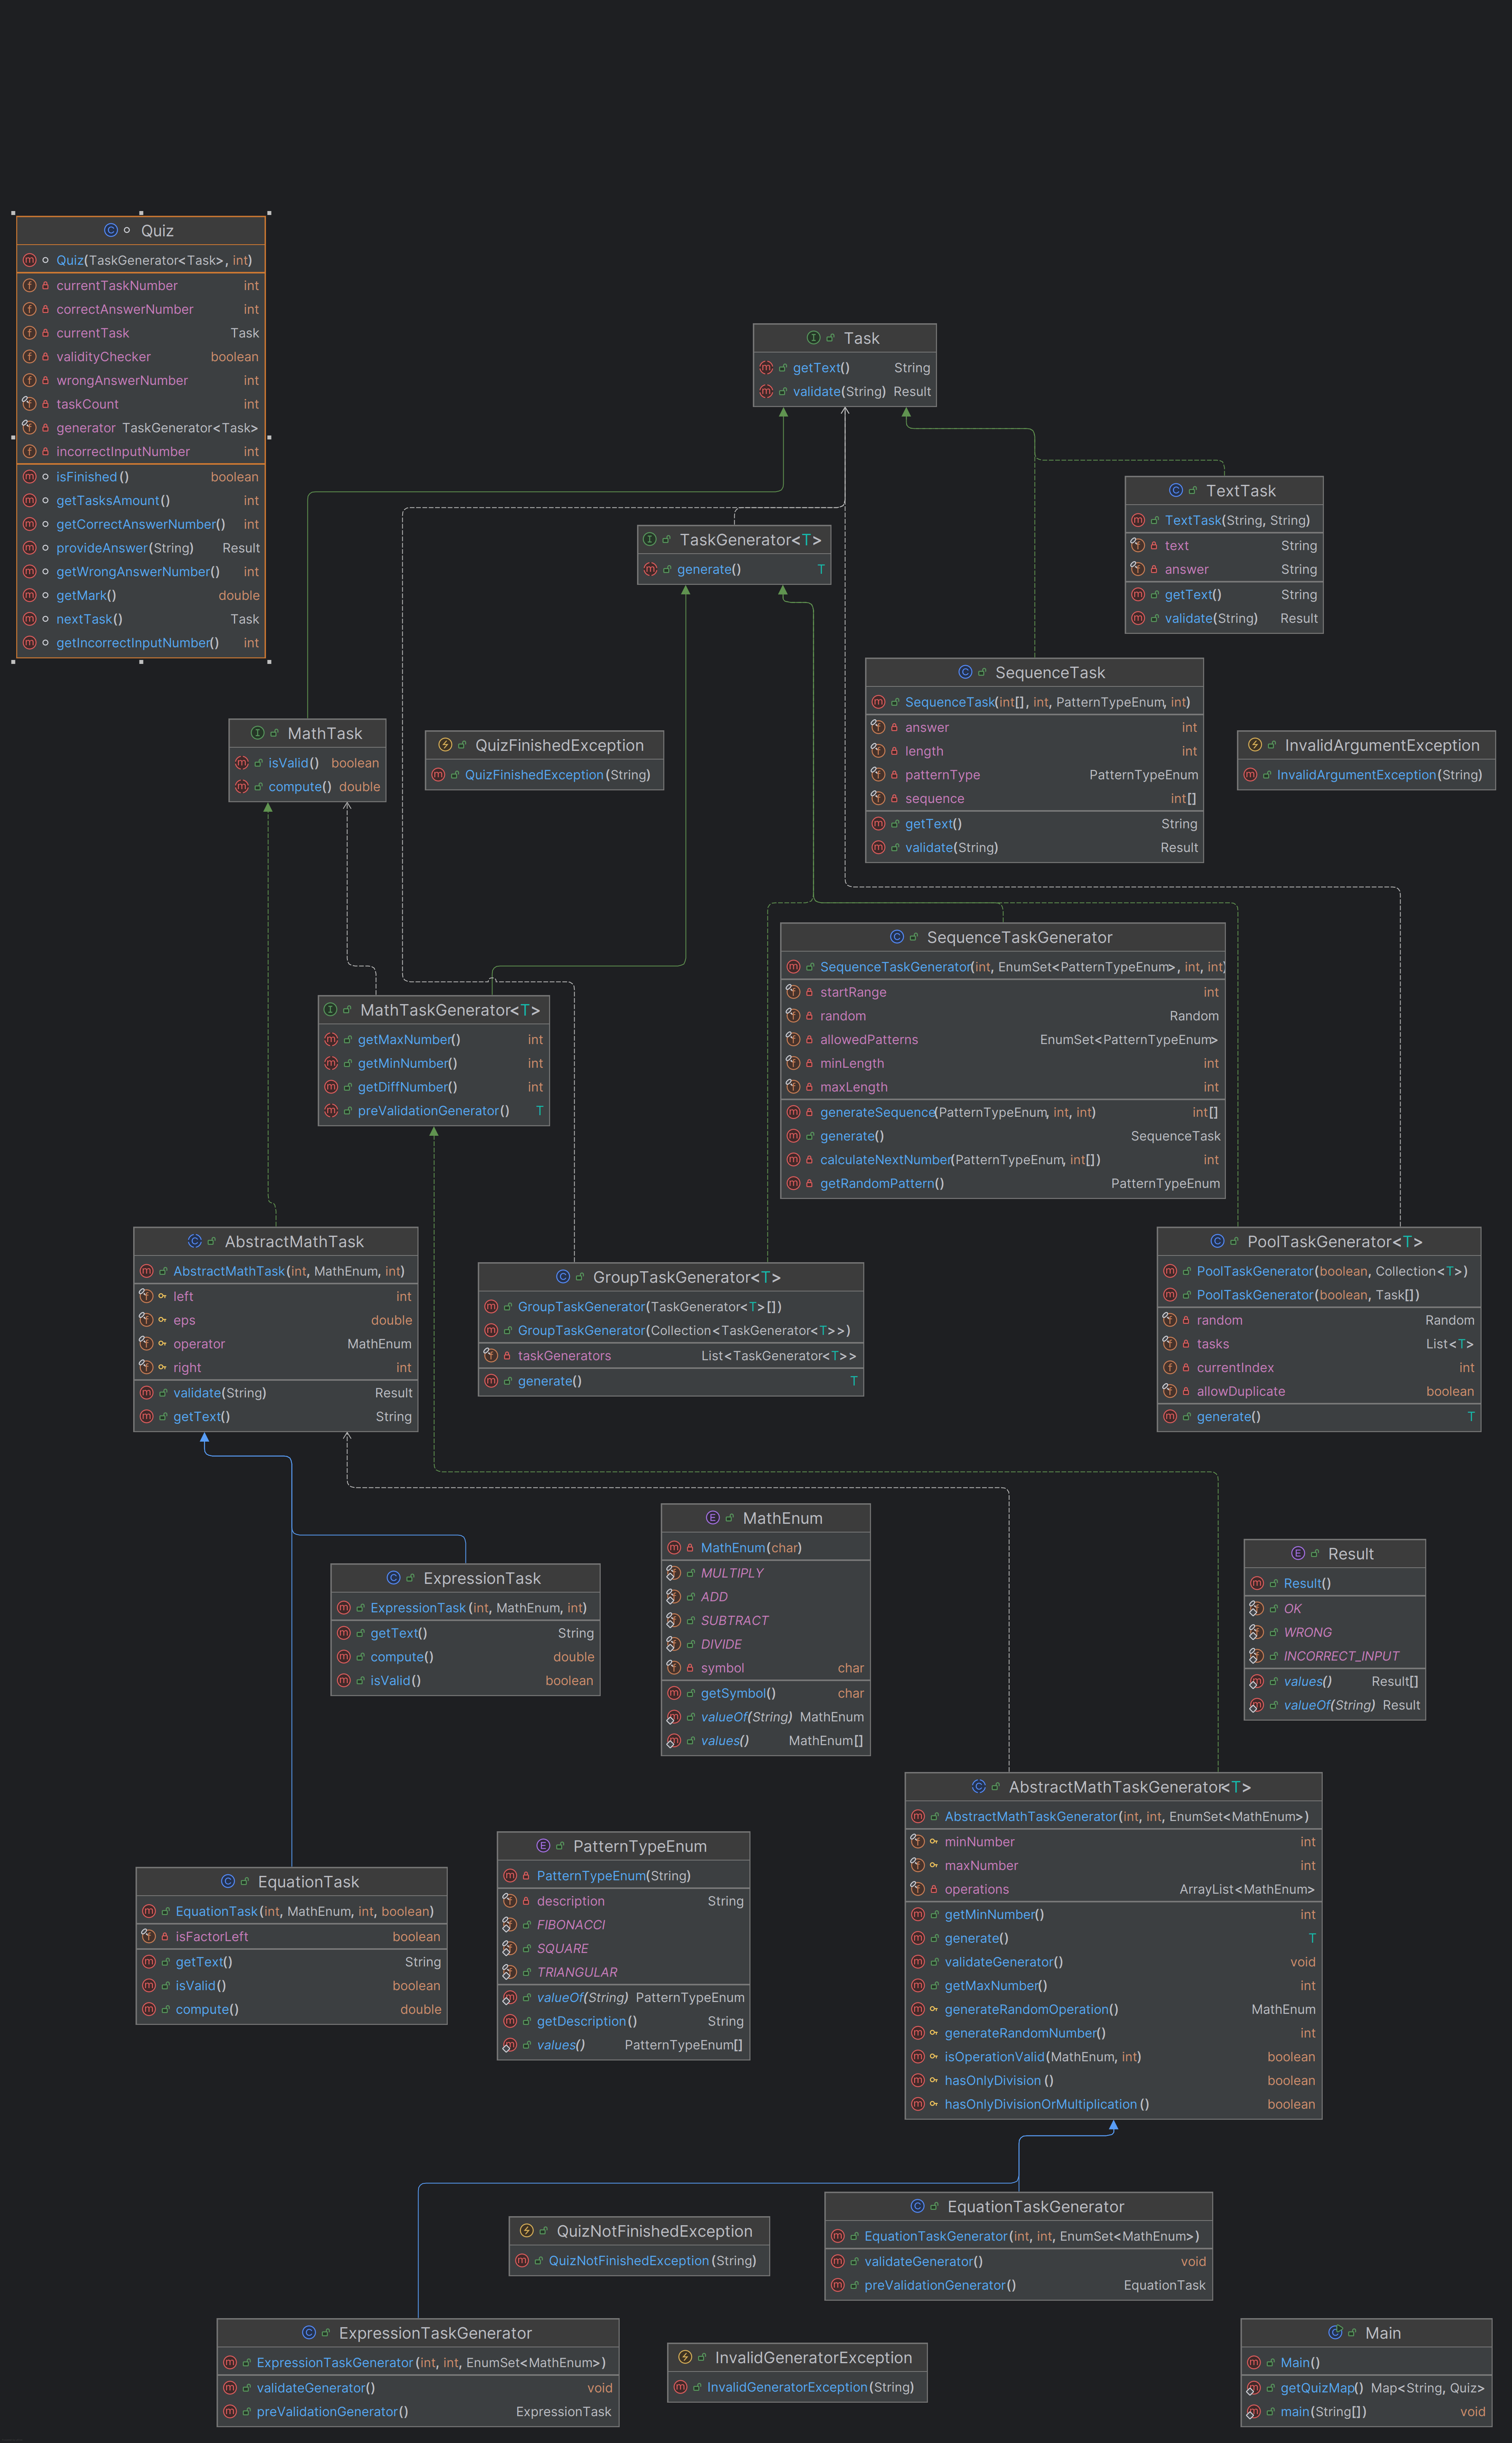 Quiz
Quiz(TaskGenerator<Task>, int)
currentTaskNumber int
correctAnswerNumber int
currentTask Task
validityChecker boolean
wrongAnswerNumber int
taskCount int
generator TaskGenerator<Task>
incorrectInputNumber int
isFinished() boolean
getTasksAmount() int
getCorrectAnswerNumber() int
provideAnswer(String) Result
getWrongAnswerNumber() int
getMark() double
nextTask() Task
getIncorrectInputNumber() int
Task
getText() String
validate(String) Result
TextTask
TextTask(String, String)
text String
answer String
getText() String
validate(String) Result
TaskGenerator<T>
generate() T
SequenceTask
SequenceTask(int[], int, PatternTypeEnum, int)
answer int
length int
patternType PatternTypeEnum
sequence int[]
getText() String
validate(String) Result
MathTask
isValid() boolean
compute() double
QuizFinishedException
QuizFinishedException(String)
InvalidArgumentException
InvalidArgumentException(String)
SequenceTaskGenerator
SequenceTaskGenerator(int, EnumSet<PatternTypeEnum>, int, int)
startRange int
random Random
allowedPatterns EnumSet<PatternTypeEnum>
minLength int
maxLength int
generateSequence(PatternTypeEnum, int, int) int[]
generate() SequenceTask
calculateNextNumber(PatternTypeEnum, int[]) int
getRandomPattern() PatternTypeEnum
MathTaskGenerator<T>
getMaxNumber() int
getMinNumber() int
getDiffNumber() int
preValidationGenerator() T
AbstractMathTask
AbstractMathTask(int, MathEnum, int)
left int
eps double
operator MathEnum
right int
validate(String) Result
getText() String
GroupTaskGenerator<T>
GroupTaskGenerator(TaskGenerator<T>[])
GroupTaskGenerator(Collection<TaskGenerator<T>>)
taskGenerators List<TaskGenerator<T>>
generate() T
PoolTaskGenerator<T>
PoolTaskGenerator(boolean, Collection<T>)
PoolTaskGenerator(boolean, Task[])
random Random
tasks List<T>
currentIndex int
allowDuplicate boolean
generate() T
MathEnum
MathEnum(char)
MULTIPLY
ADD
SUBTRACT
DIVIDE
symbol char
getSymbol() char
valueOf(String) MathEnum
values() MathEnum[]
Result
Result()
OK
WRONG
INCORRECT_INPUT
values() Result[]
valueOf(String) Result
ExpressionTask
ExpressionTask(int, MathEnum, int)
getText() String
compute() double
isValid() boolean
AbstractMathTaskGenerator<T>
AbstractMathTaskGenerator(int, int, EnumSet<MathEnum>)
minNumber int
maxNumber int
operations ArrayList<MathEnum>
getMinNumber() int
generate() T
validateGenerator() void
getMaxNumber() int
generateRandomOperation() MathEnum
generateRandomNumber() int
isOperationValid(MathEnum, int) boolean
hasOnlyDivision() boolean
hasOnlyDivisionOrMultiplication() boolean
PatternTypeEnum
PatternTypeEnum(String)
description String
FIBONACCI
SQUARE
TRIANGULAR
valueOf(String) PatternTypeEnum
getDescription() String
values() PatternTypeEnum[]
EquationTask
EquationTask(int, MathEnum, int, boolean)
isFactorLeft boolean
getText() String
isValid() boolean
compute() double
EquationTaskGenerator
EquationTaskGenerator(int, int, EnumSet<MathEnum>)
validateGenerator() void
preValidationGenerator() EquationTask
QuizNotFinishedException
QuizNotFinishedException(String)
ExpressionTaskGenerator
ExpressionTaskGenerator(int, int, EnumSet<MathEnum>)
validateGenerator() void
preValidationGenerator() ExpressionTask
InvalidGeneratorException
InvalidGeneratorException(String)
Main
Main()
getQuizMap() Map<String, Quiz>
main(String[]) void